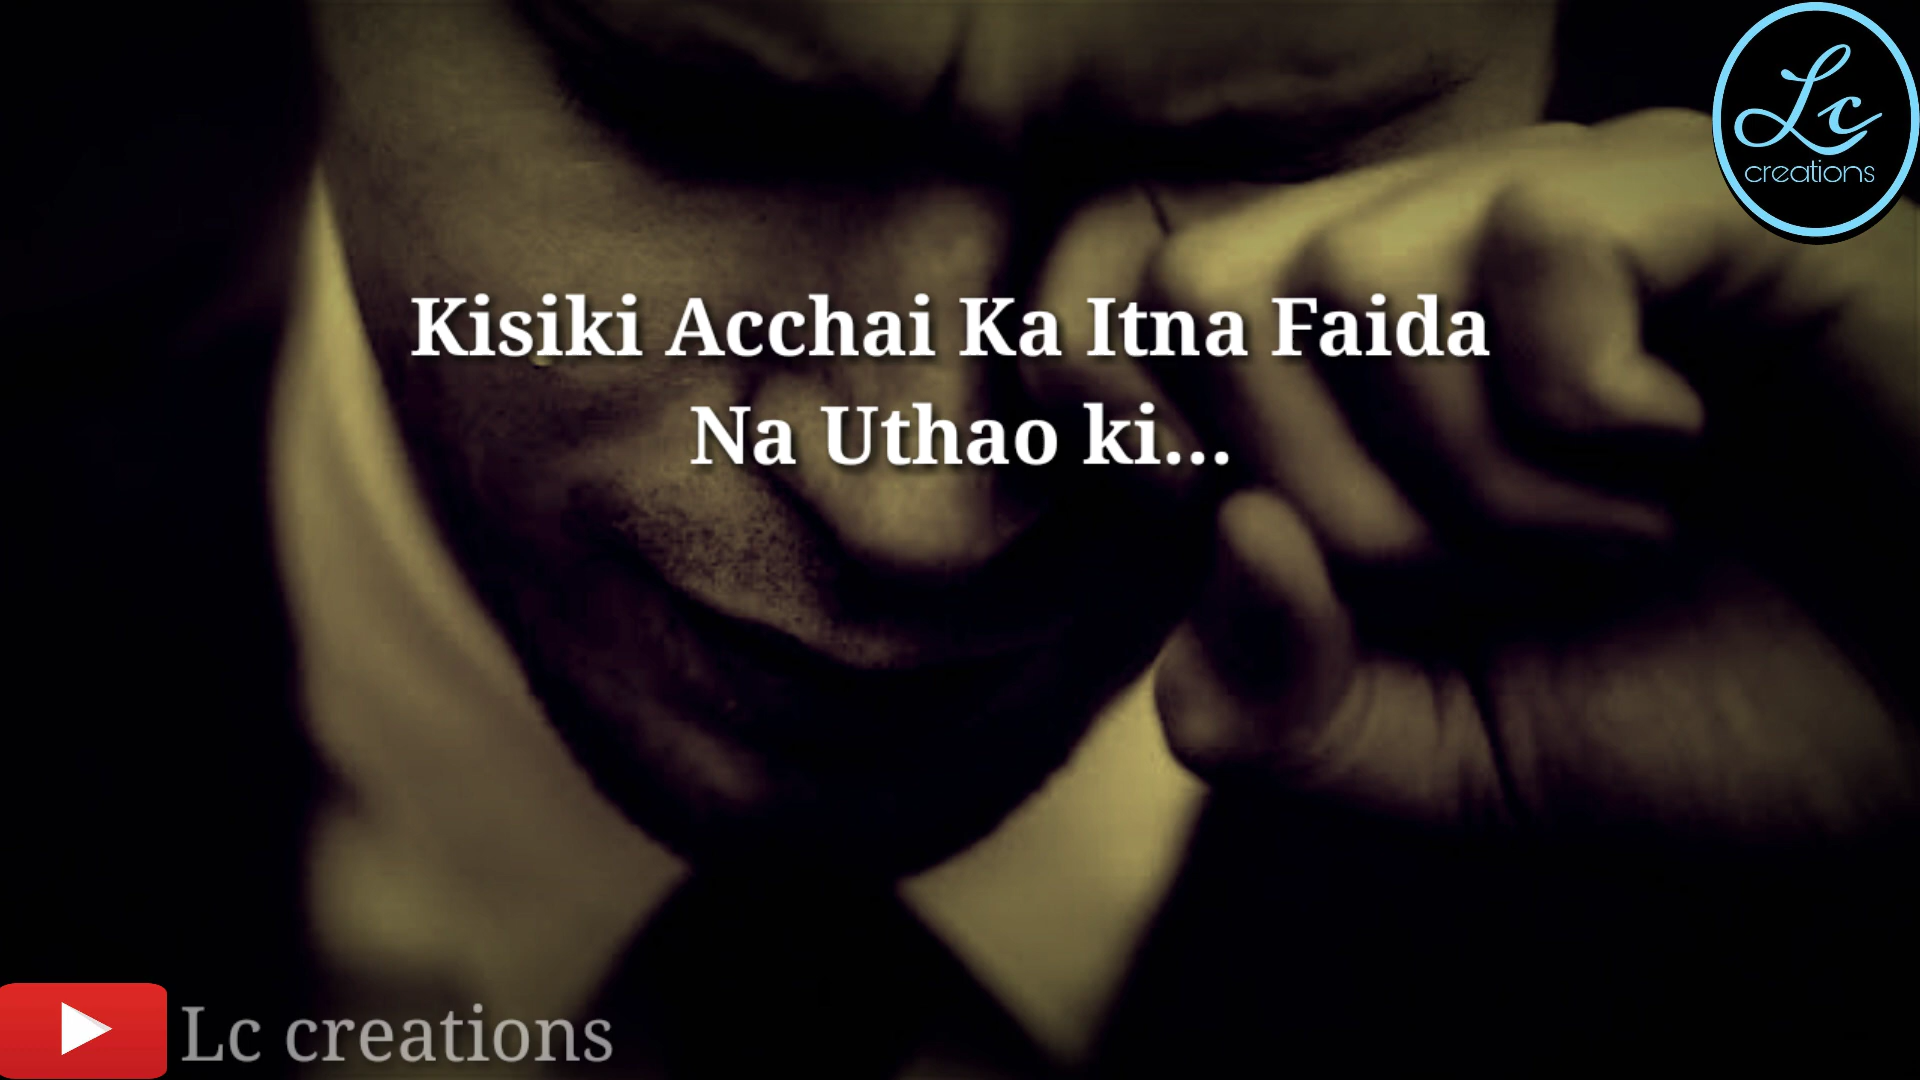 Lc
creations
Kisiki Acchai Ka Itna Faida
Na Uthao ki...
Lc creations